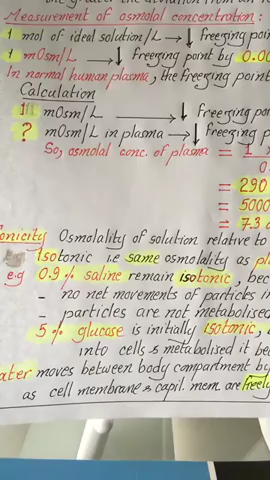 Measurement of osmolal concentration:
1 mol of ideal solution/L → ↓ freezing poin
1 mOsm/L → ↓ freezing point by 0.00
In normal human plasma, the freezing point
Calculation
1 mOsm/L → ↓ freezing po
? mOsm/L in plasma → ↓ freezing p
So, osmolal conc. of plasma = 1 x
0.
= 290
= 5000
= 7.3 a
onicity Osmolality of solution relative to
Isotonic i.e same osmolality as pl
e.g 0.9 % saline remain isotonic, bec
- no net movements of particles in
- particles are not metabolised
5 % glucose is initially isotonic,
into cells & metabolised it be
ater moves between body compartment by
as cell membrane & capil. mem. are freely